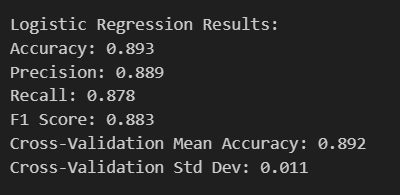 Logistic Regression Results:
Accuracy: 0.893
Precision: 0.889
Recall: 0.878
F1 Score: 0.883
Cross-Validation Mean Accuracy: 0.892
Cross-Validation Std Dev: 0.011